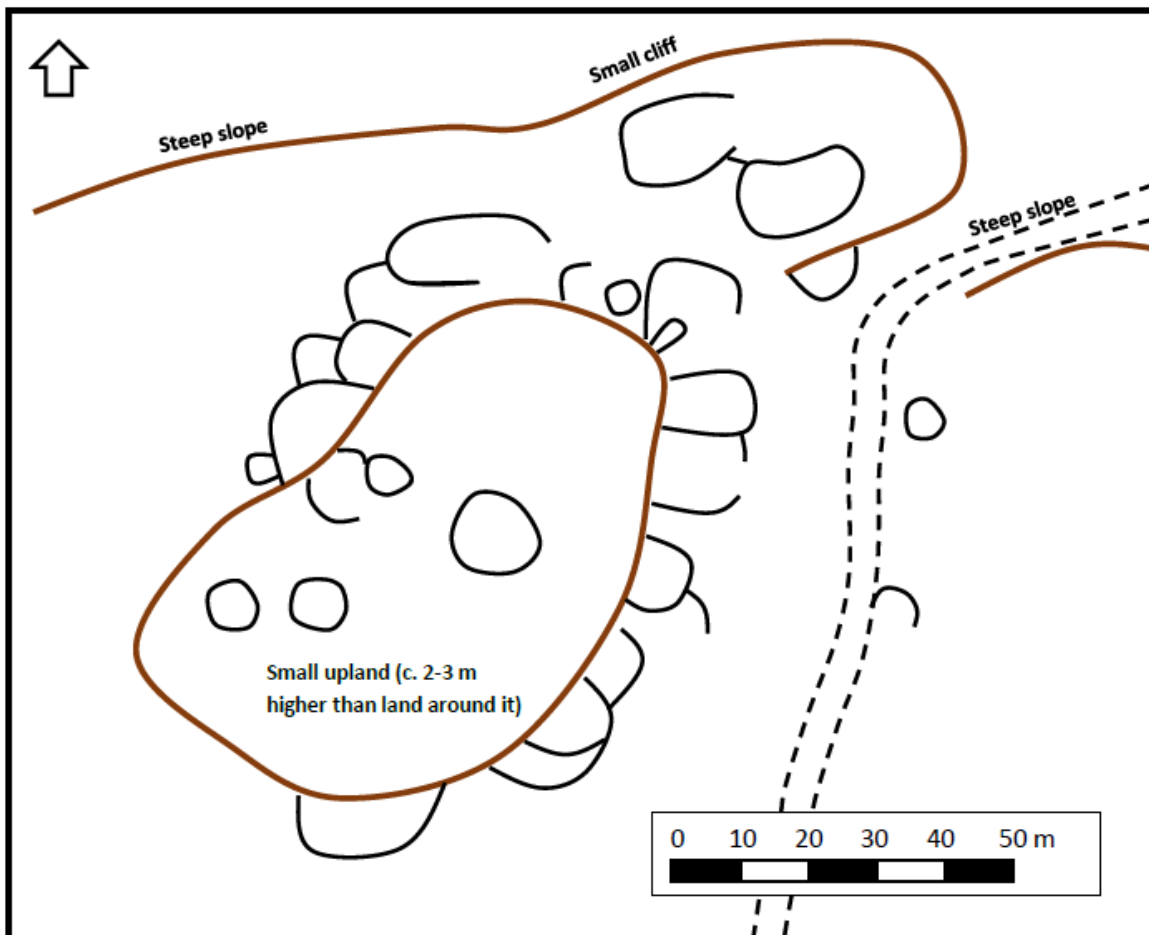 Small cliff
Steep slope
Steep slope
Small upland (c. 2-3 m
higher than land around it)
0 10 20 30 40 50 m